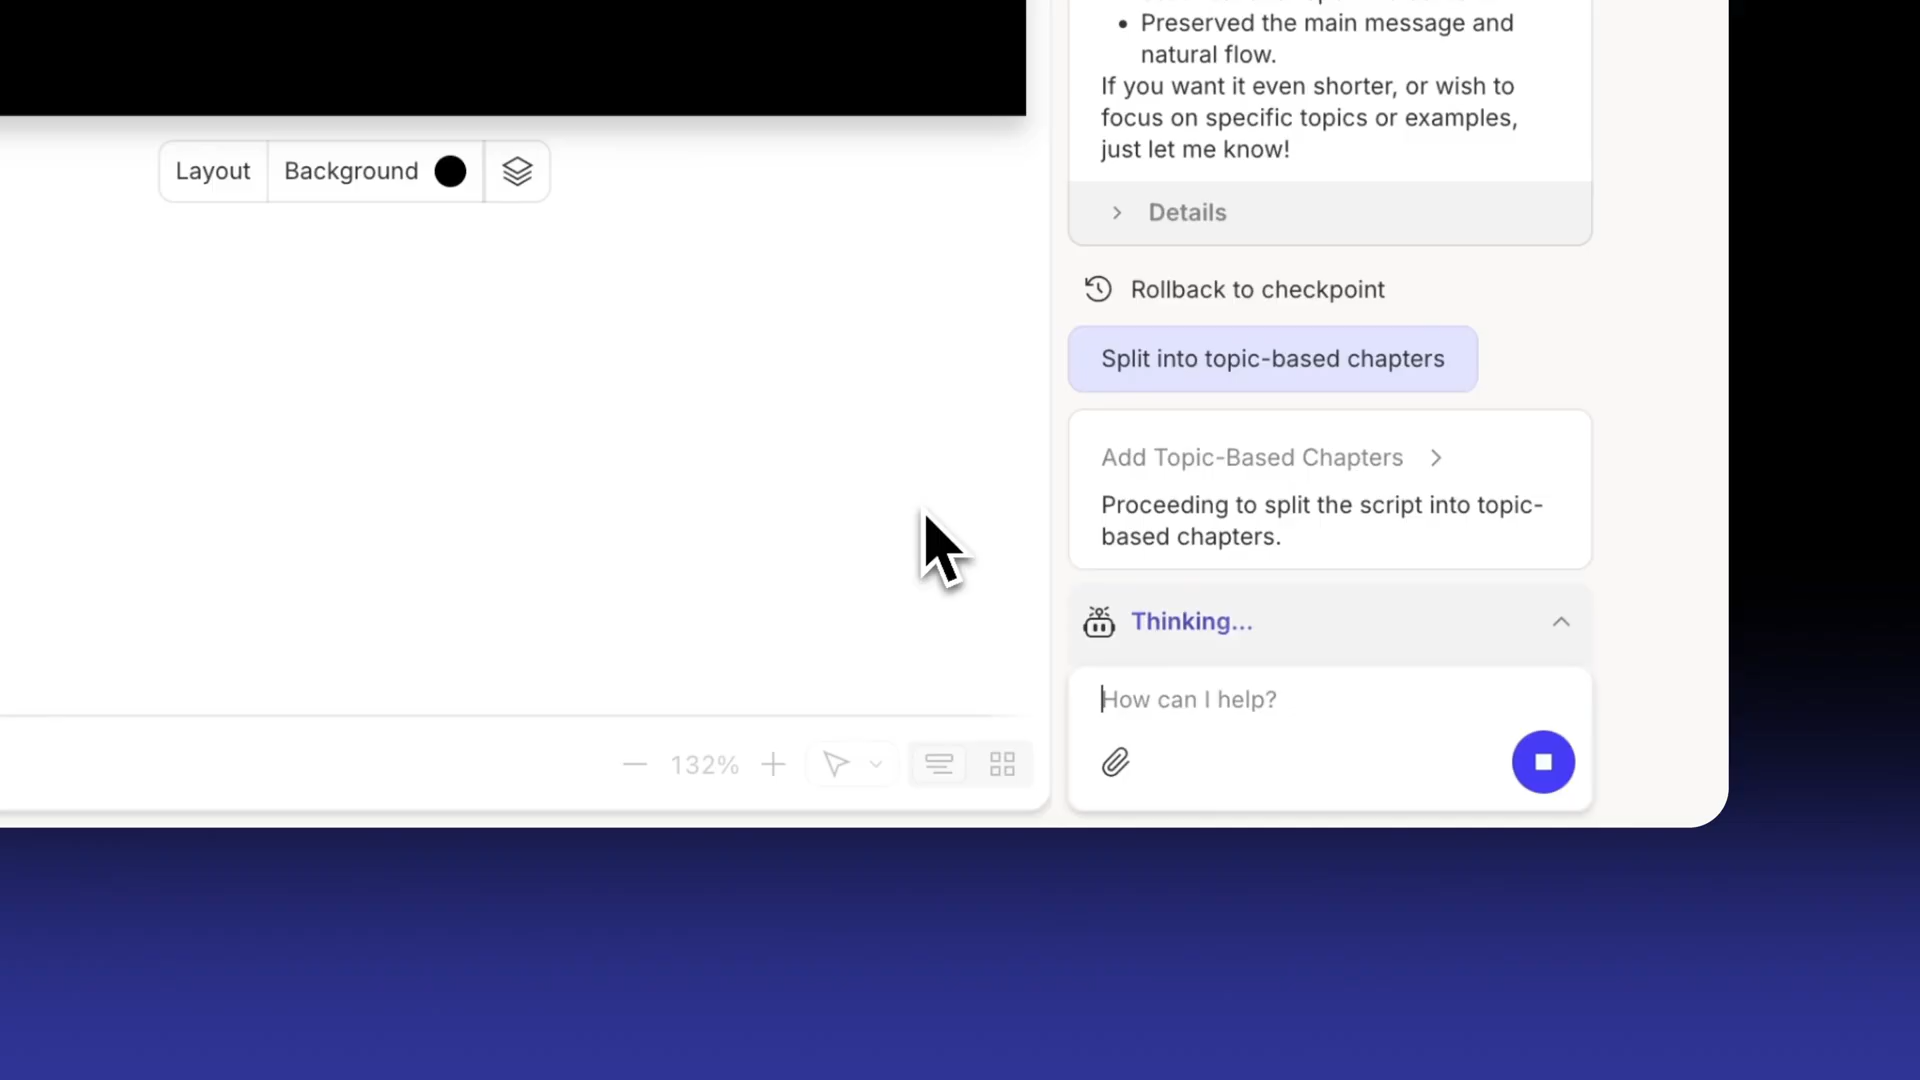 Preserved the main message and
natural flow.
If you want it even shorter, or wish to
focus on specific topics or examples,
just let me know!
Details
Rollback to checkpoint
Split into topic-based chapters
Add Topic-Based Chapters
Proceeding to split the script into topic-
based chapters.
Thinking...
How can I help?
Layout
Background
132%